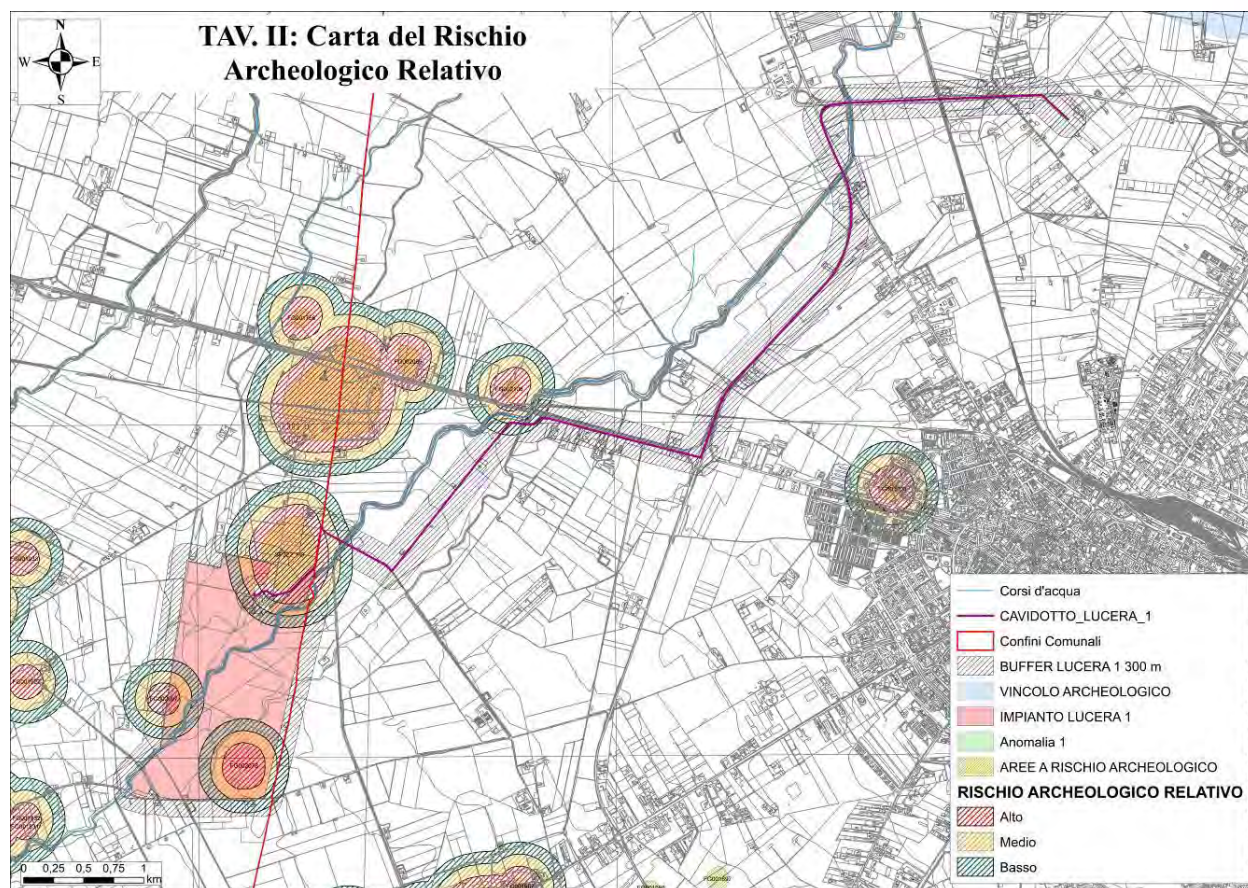 TAV. II: Carta del Rischio
Archeologico Relativo
N
W
E
S
Corsi d'acqua
CAVIDOTTO_LUCERA_1
Confini Comunali
BUFFER LUCERA 1 300 m
VINCOLO ARCHEOLOGICO
IMPIANTO LUCERA 1
Anomalia 1
AREE A RISCHIO ARCHEOLOGICO
RISCHIO ARCHEOLOGICO RELATIVO
Alto
Medio
Basso
0 0,25 0,5 0,75 1
km